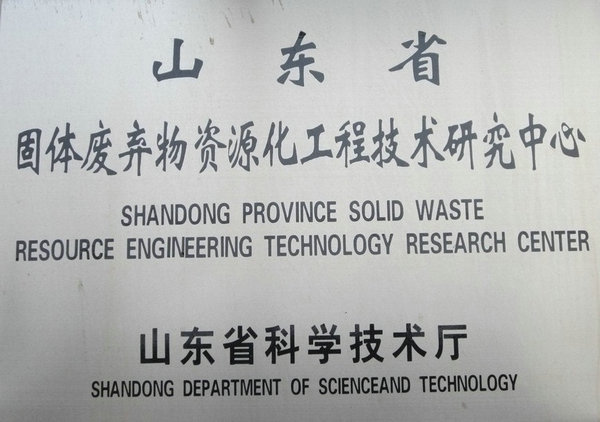 山东省
固体废弃物资源化工程技术研究中心
SHANDONG PROVINCE SOLID WASTE
RESOURCE ENGINEERING TECHNOLOGY RESEARCH CENTER
山东省科学技术厅
SHANDONG DEPARTMENT OF SCIENCEAND TECHNOLOGY